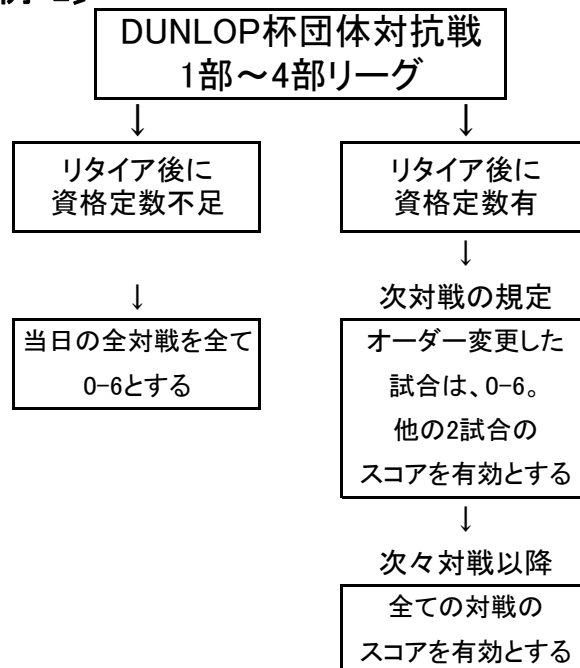 DUNLOP杯団体対抗戦
1部～4部リーグ
↓
↓
リタイア後に
資格定数不足
リタイア後に
資格定数有
↓
↓
次対戦の規定
当日の全対戦を全て
0-6とする
オーダー変更した
試合は、0-6。
他の2試合の
スコアを有効とする
↓
次々対戦以降
全ての対戦の
スコアを有効とする